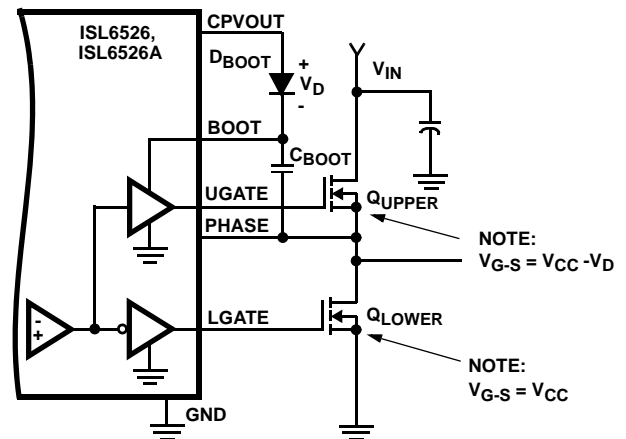 ISL6526,
ISL6526A
CPVOUT
DBOOT
+
VD
-
VIN
BOOT
CBOOT
UGATE
QUPPER
PHASE
NOTE:
VG-S = VCC -VD
-
+
LGATE
QLOWER
NOTE:
VG-S = VCC
GND